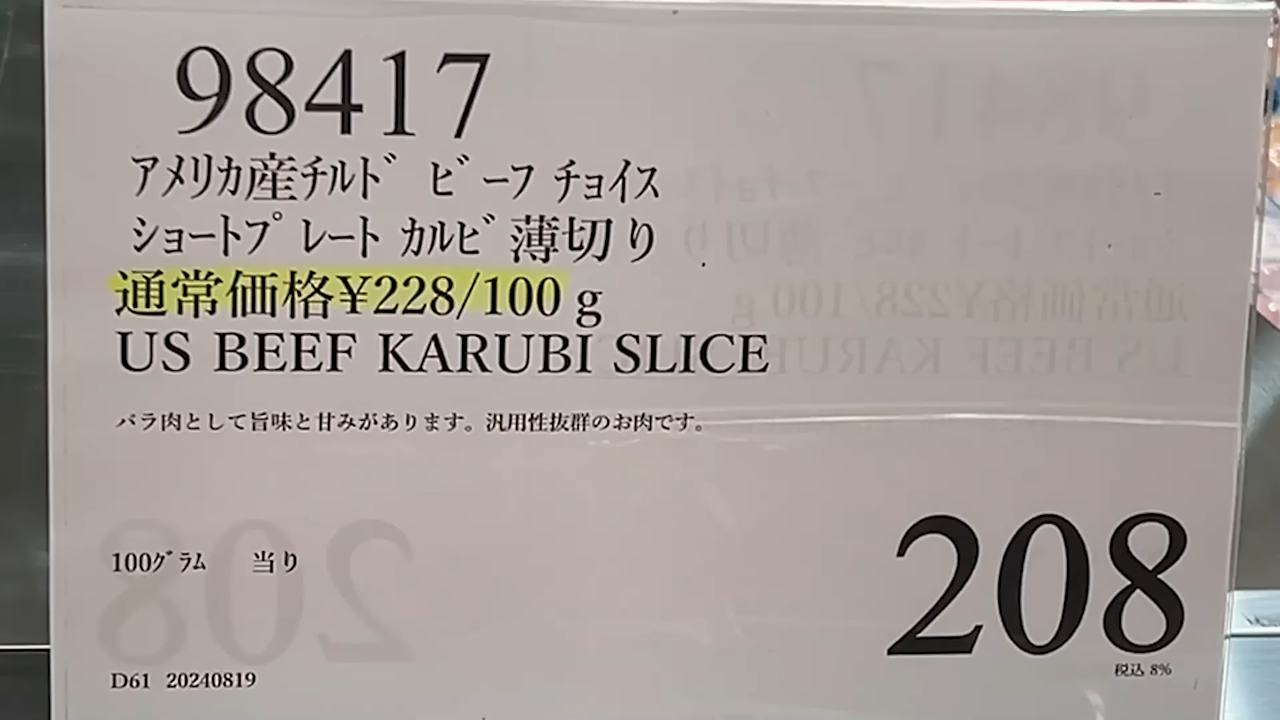 98417
アメリカ産チルド ビーフ チョイス
ショートプレート カルビ 薄切り
通常価格¥228/100 g
US BEEF KARUBI SLICE
バラ肉として旨味と甘みがあります。汎用性抜群のお肉です。
100グラム 当り
208
税込 8%
D61 20240819